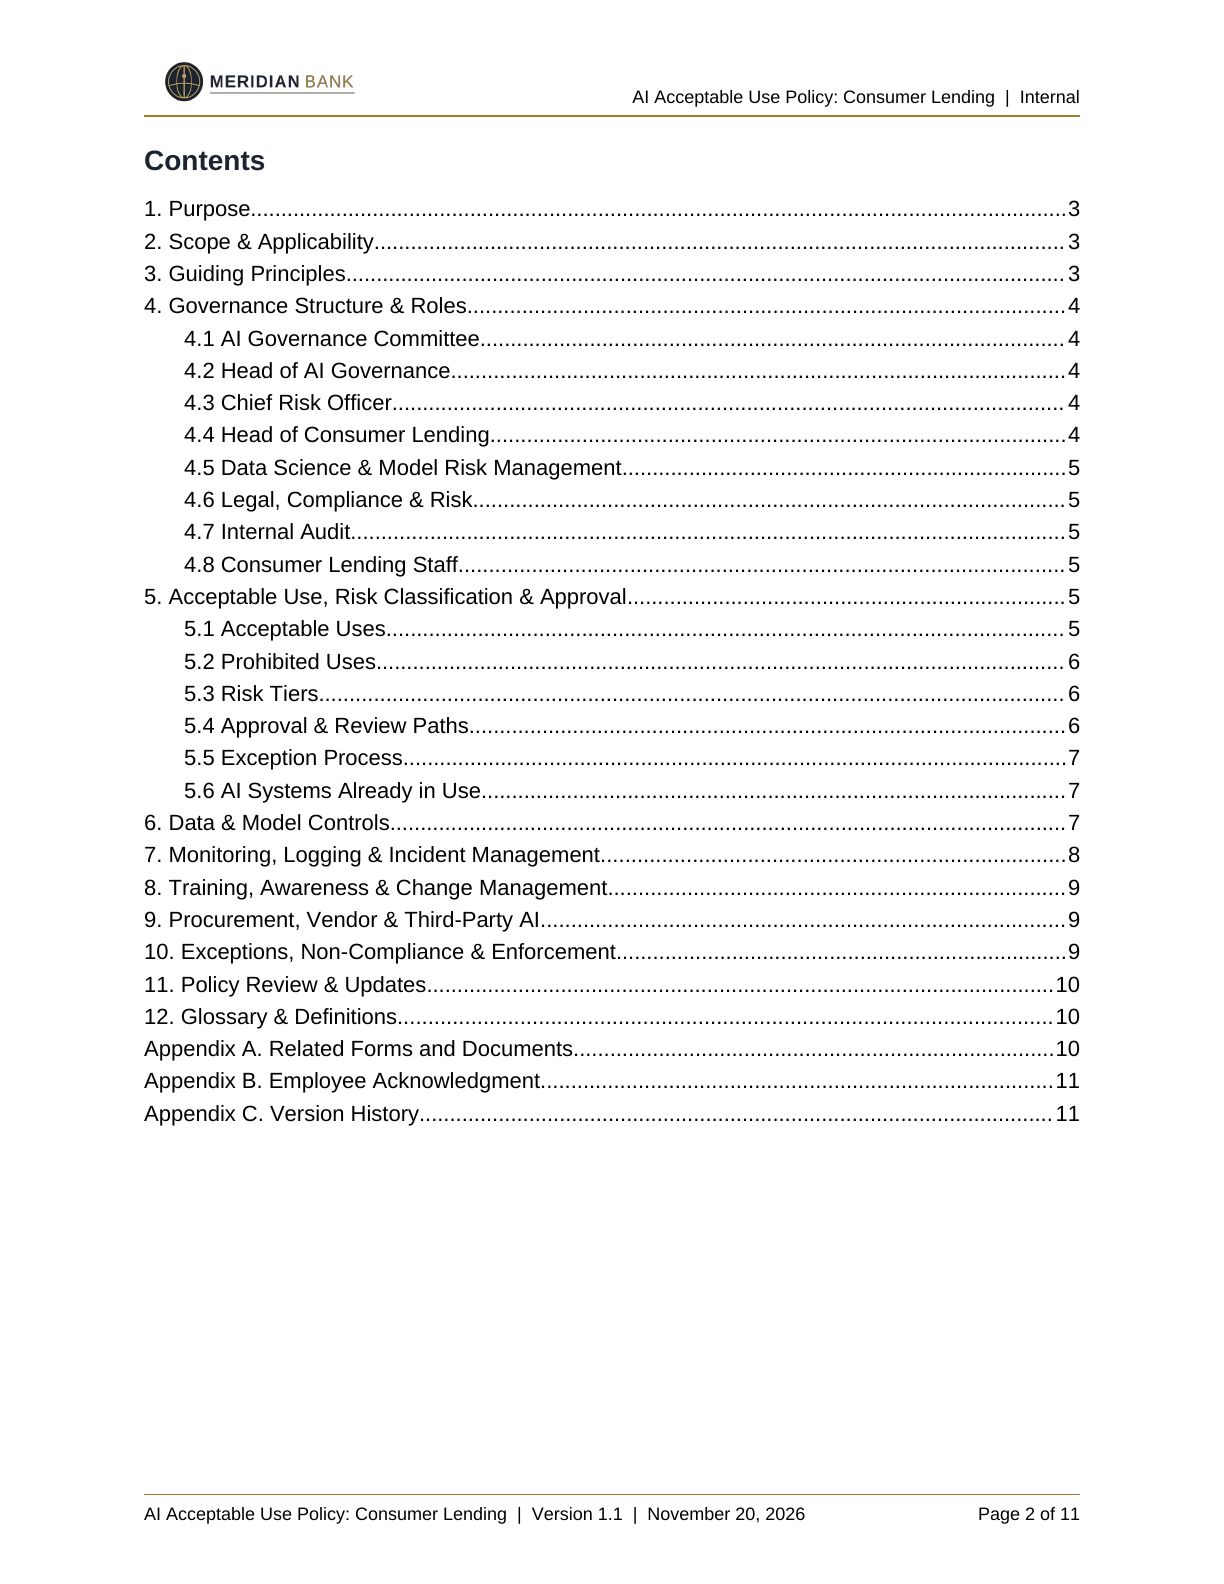 MERIDIAN BANK
AI Acceptable Use Policy: Consumer Lending | Internal
Contents
1. Purpose 3
2. Scope & Applicability 3
3. Guiding Principles 3
4. Governance Structure & Roles 4
4.1 AI Governance Committee 4
4.2 Head of AI Governance 4
4.3 Chief Risk Officer 4
4.4 Head of Consumer Lending 4
4.5 Data Science & Model Risk Management 5
4.6 Legal, Compliance & Risk 5
4.7 Internal Audit 5
4.8 Consumer Lending Staff 5
5. Acceptable Use, Risk Classification & Approval 5
5.1 Acceptable Uses 5
5.2 Prohibited Uses 6
5.3 Risk Tiers 6
5.4 Approval & Review Paths 6
5.5 Exception Process 7
5.6 AI Systems Already in Use 7
6. Data & Model Controls 7
7. Monitoring, Logging & Incident Management 8
8. Training, Awareness & Change Management 9
9. Procurement, Vendor & Third-Party AI 9
10. Exceptions, Non-Compliance & Enforcement 9
11. Policy Review & Updates 10
12. Glossary & Definitions 10
Appendix A. Related Forms and Documents 10
Appendix B. Employee Acknowledgment 11
Appendix C. Version History 11
AI Acceptable Use Policy: Consumer Lending | Version 1.1 | November 20, 2026 Page 2 of 11